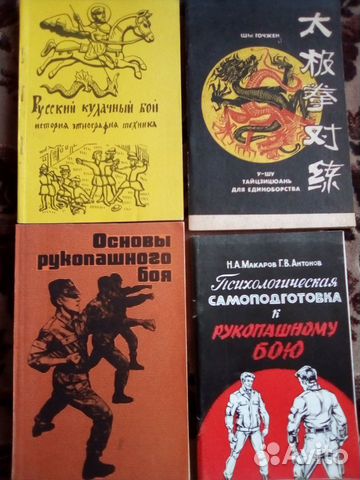 Русский кулачный бой
история этнография техника
Шы Гочжен
太极拳对练
У-ШУ
ТАЙЦЗИЦЮАНЬ
ДЛЯ ЕДИНОБОРСТВА
Основы
рукопашного
боя
Н.А.Макаров Г.В.Антонов
Психологическая
САМОПОДГОТОВКА
к
РУКОПАШНОМУ
БОЮ
Avito